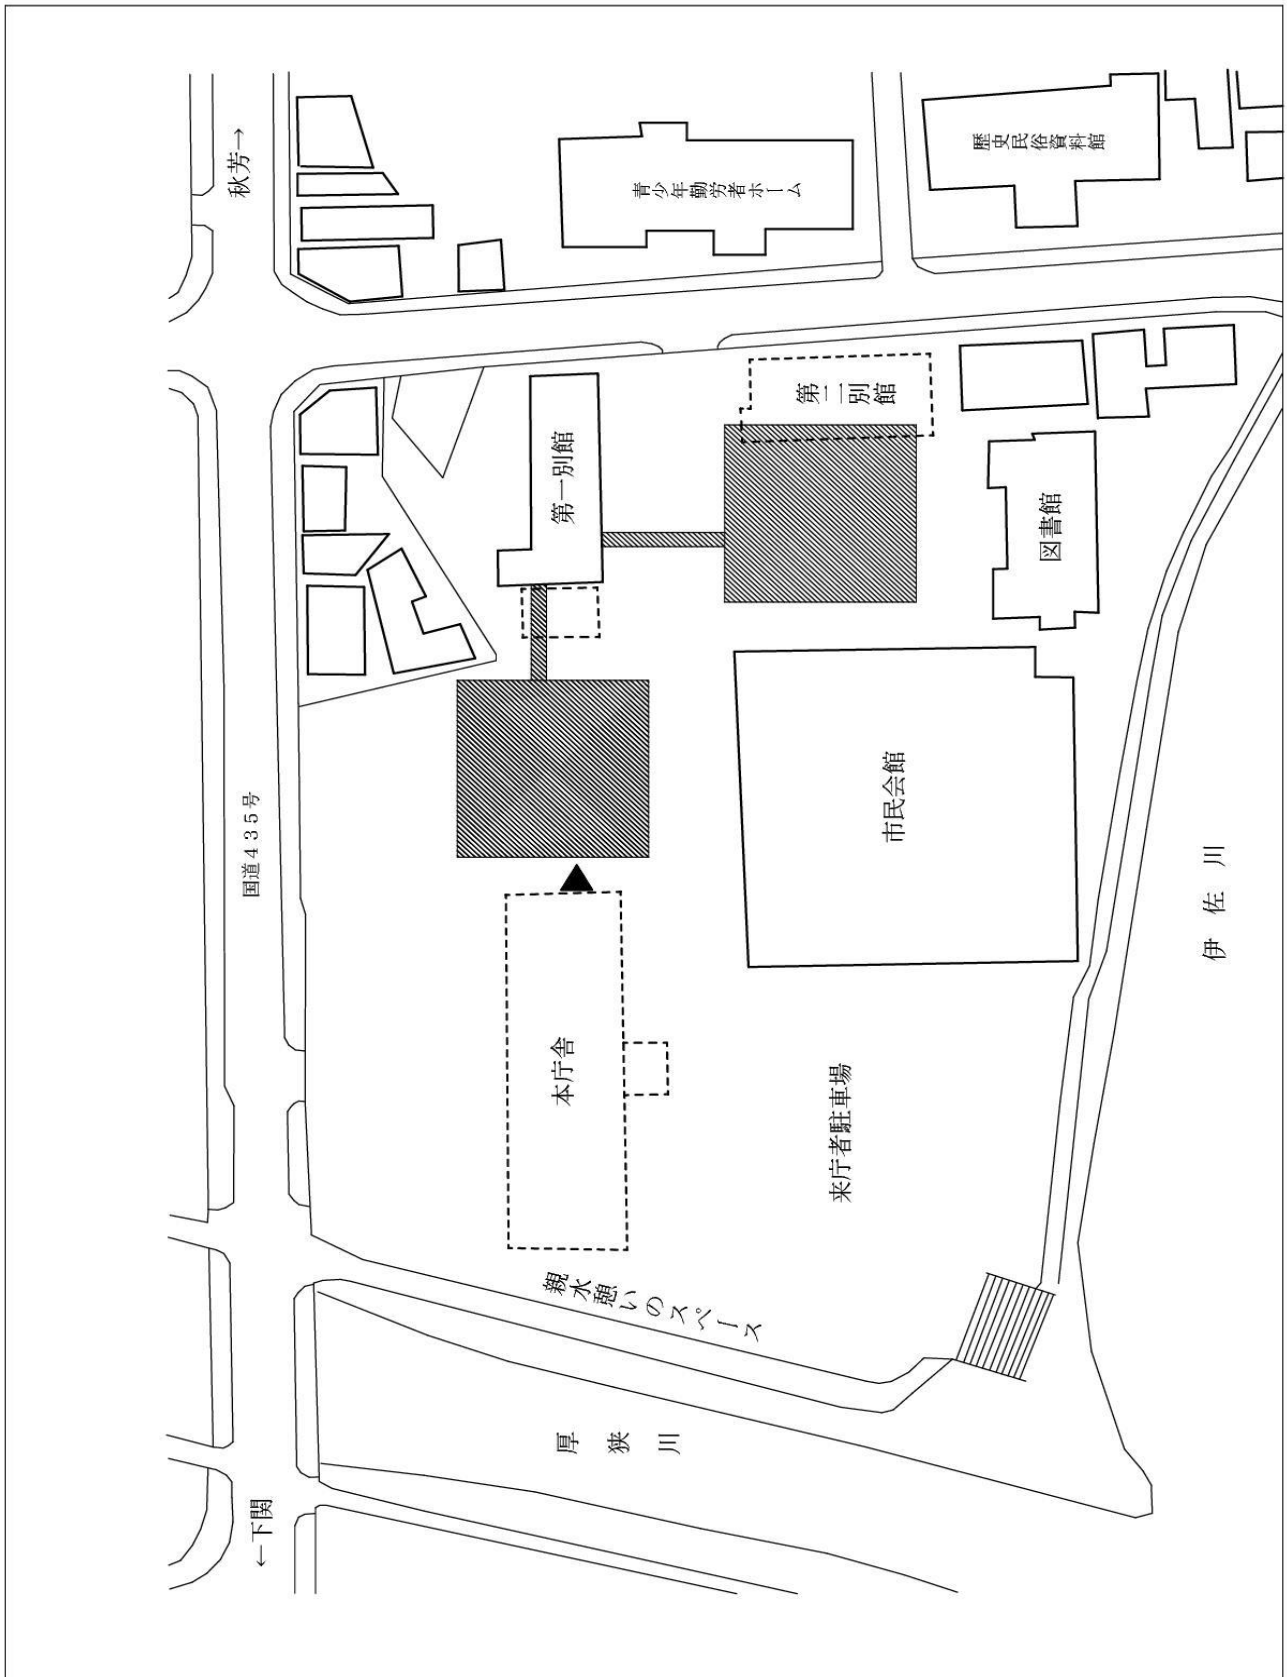 秋芳→
青少年勤労者ホーム
歴史民俗資料館
第二別館
第一別館
図書館
国道435号
市民会館
伊佐川
本庁舎
来庁者駐車場
親水憩いのスペース
厚狭川
←下関